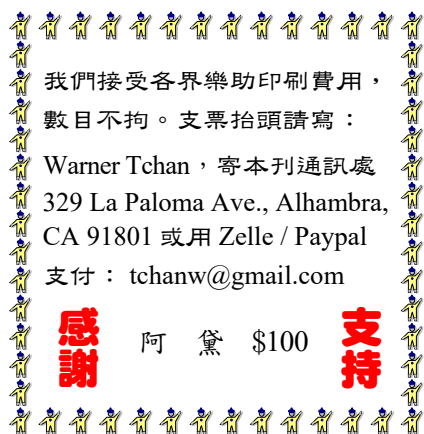 我們接受各界樂助印刷費用，
數目不拘。支票抬頭請寫：
Warner Tchan，寄本刊通訊處
329 La Paloma Ave., Alhambra,
CA 91801 或用 Zelle / Paypal
支付： tchanw@gmail.com
感謝 阿 黛 $100 支持